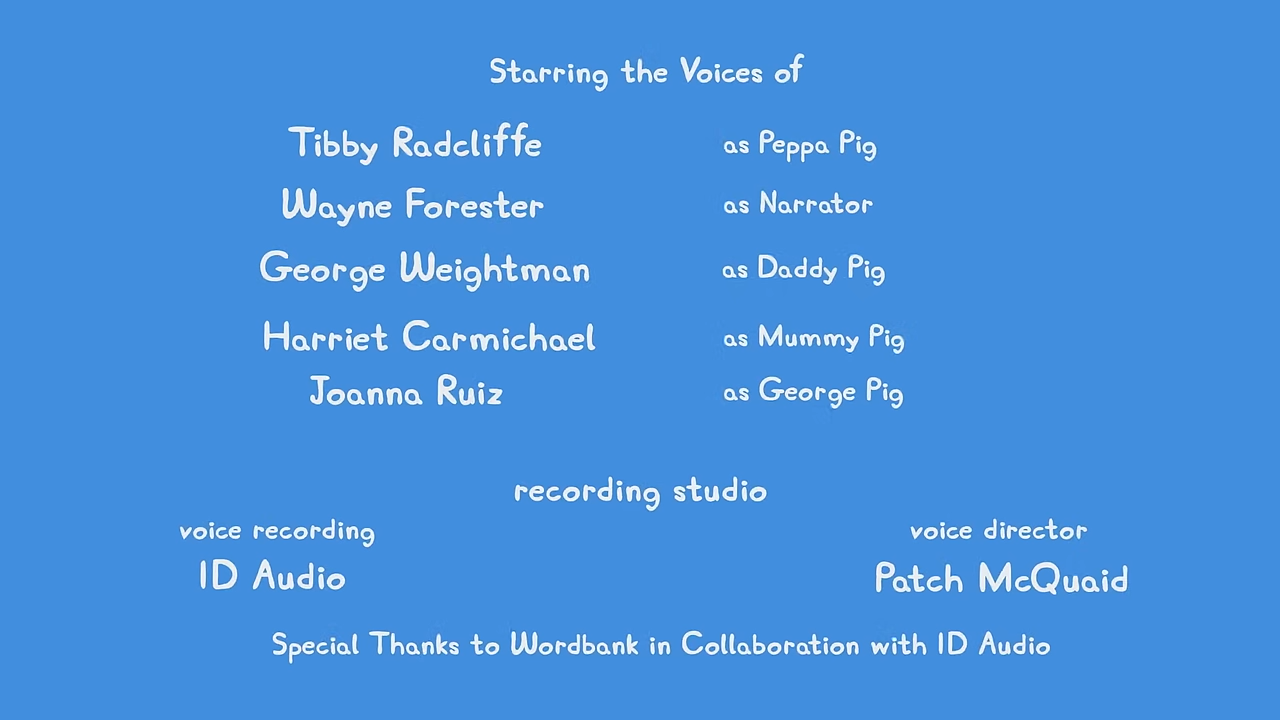 Starring the Voices of
Tibby Radcliffe as Peppa Pig
Wayne Forester as Narrator
George Weightman as Daddy Pig
Harriet Carmichael as Mummy Pig
Joanna Ruiz as George Pig
recording studio
voice recording
ID Audio
voice director
Patch McQuaid
Special Thanks to Wordbank in Collaboration with ID Audio